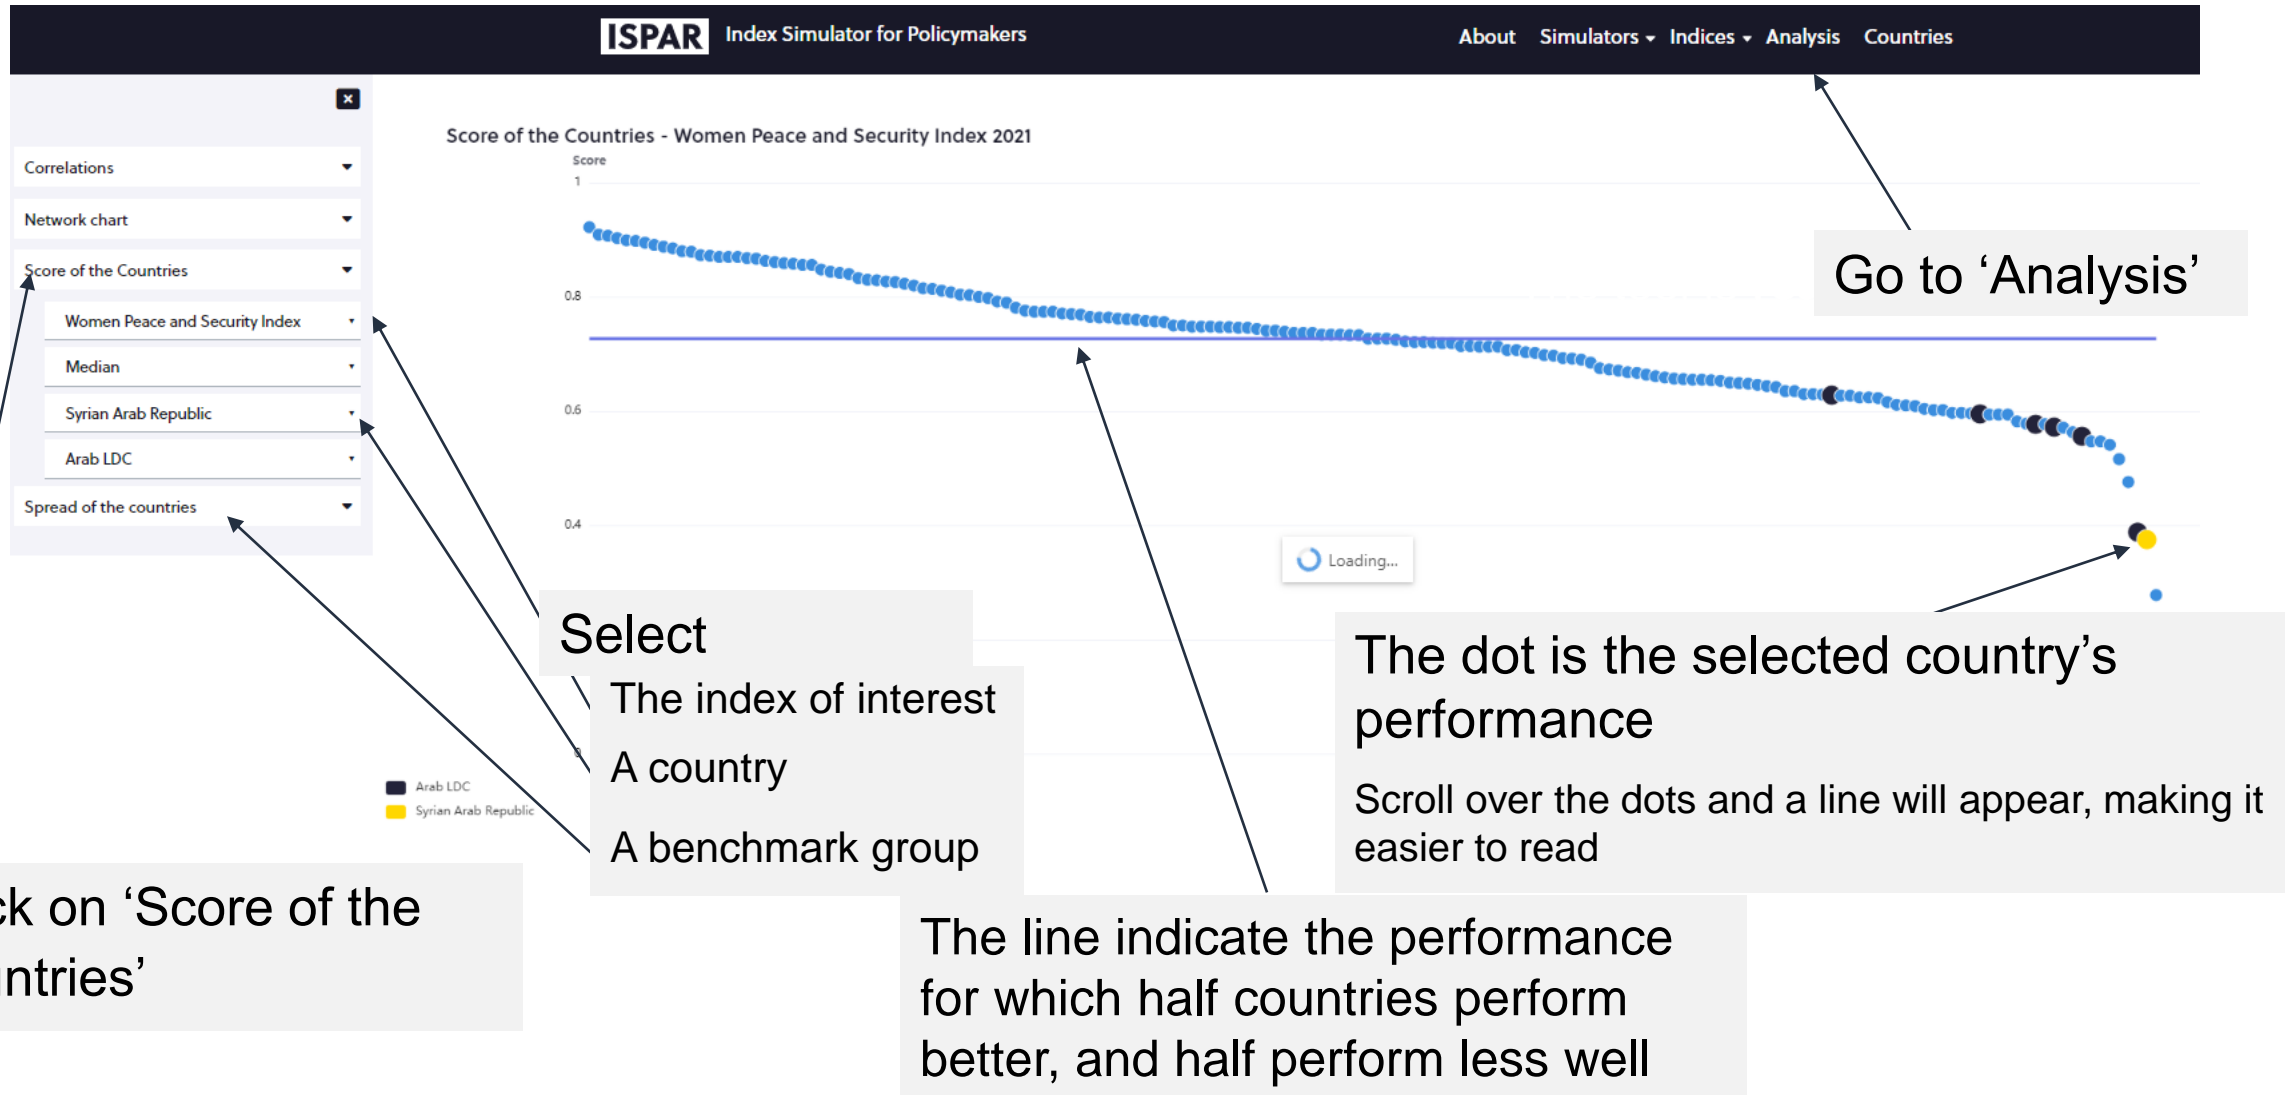 ISPAR Index Simulator for Policymakers About Simulators Indices Analysis Countries
Correlations
Network chart
Score of the Countries
Women Peace and Security Index
Median
Syrian Arab Republic
Arab LDC
Spread of the countries
Score of the Countries - Women Peace and Security Index 2021
Score
1
0.8
0.6
0.4
0
Loading...
Arab LDC
Syrian Arab Republic
Go to ‘Analysis’
Select
The index of interest
A country
A benchmark group
The dot is the selected country’s
performance
Scroll over the dots and a line will appear, making it
easier to read
ck on ‘Score of the
untries’
The line indicate the performance
for which half countries perform
better, and half perform less well